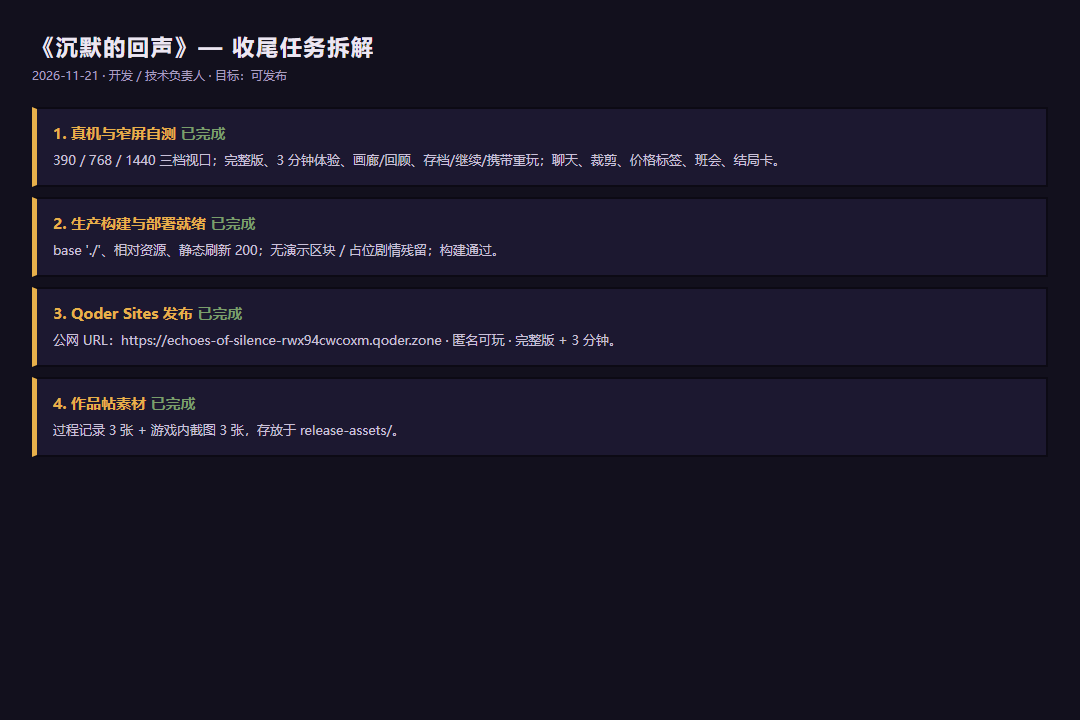 《沉默的回声》— 收尾任务拆解
2026-11-21 · 开发 / 技术负责人 · 目标：可发布
1. 真机与窄屏自测 已完成
390 / 768 / 1440 三档视口；完整版、3 分钟体验、画廊/回顾、存档/继续/携带重玩；聊天、裁剪、价格标签、班会、结局卡。
2. 生产构建与部署就绪 已完成
base './'、相对资源、静态刷新 200；无演示区块 / 占位剧情残留；构建通过。
3. Qoder Sites 发布 已完成
公网 URL：https://echoes-of-silence-rwx94cwcoxm.qoder.zone · 匿名可玩 · 完整版 + 3 分钟。
4. 作品帖素材 已完成
过程记录 3 张 + 游戏内截图 3 张，存放于 release-assets/。